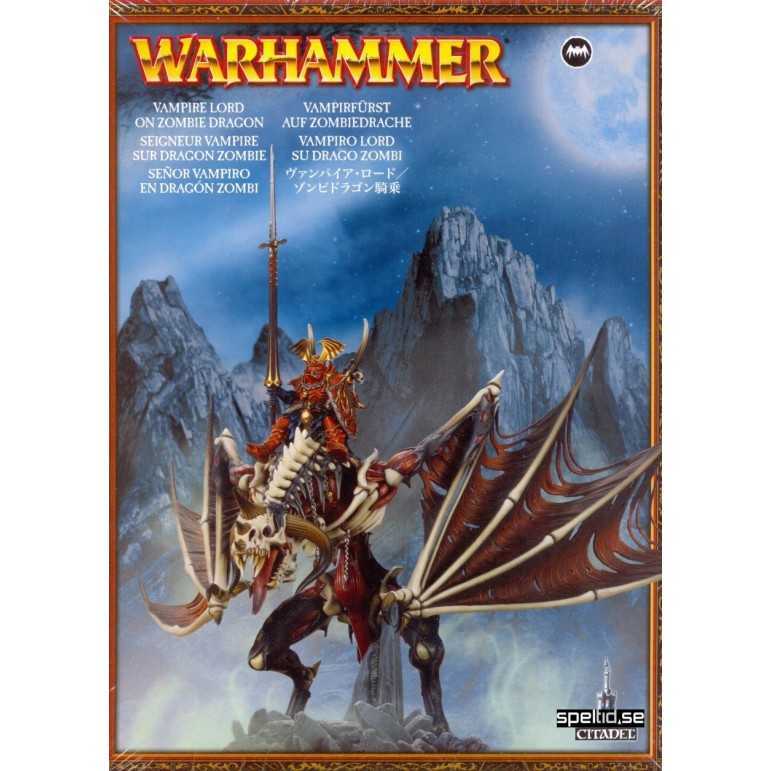 WARHAMMER
VAMPIRE LORD
ON ZOMBIE DRAGON
SEIGNEUR VAMPIRE
SUR DRAGON ZOMBIE
SEÑOR VAMPIRO
EN DRAGÓN ZOMBI
VAMPIRFÜRST
AUF ZOMBIEDRACHE
VAMPIRO LORD
SU DRAGO ZOMBI
ヴァンパイア・ロード／
ゾンビドラゴン騎乗
speltid.se
CITADEL